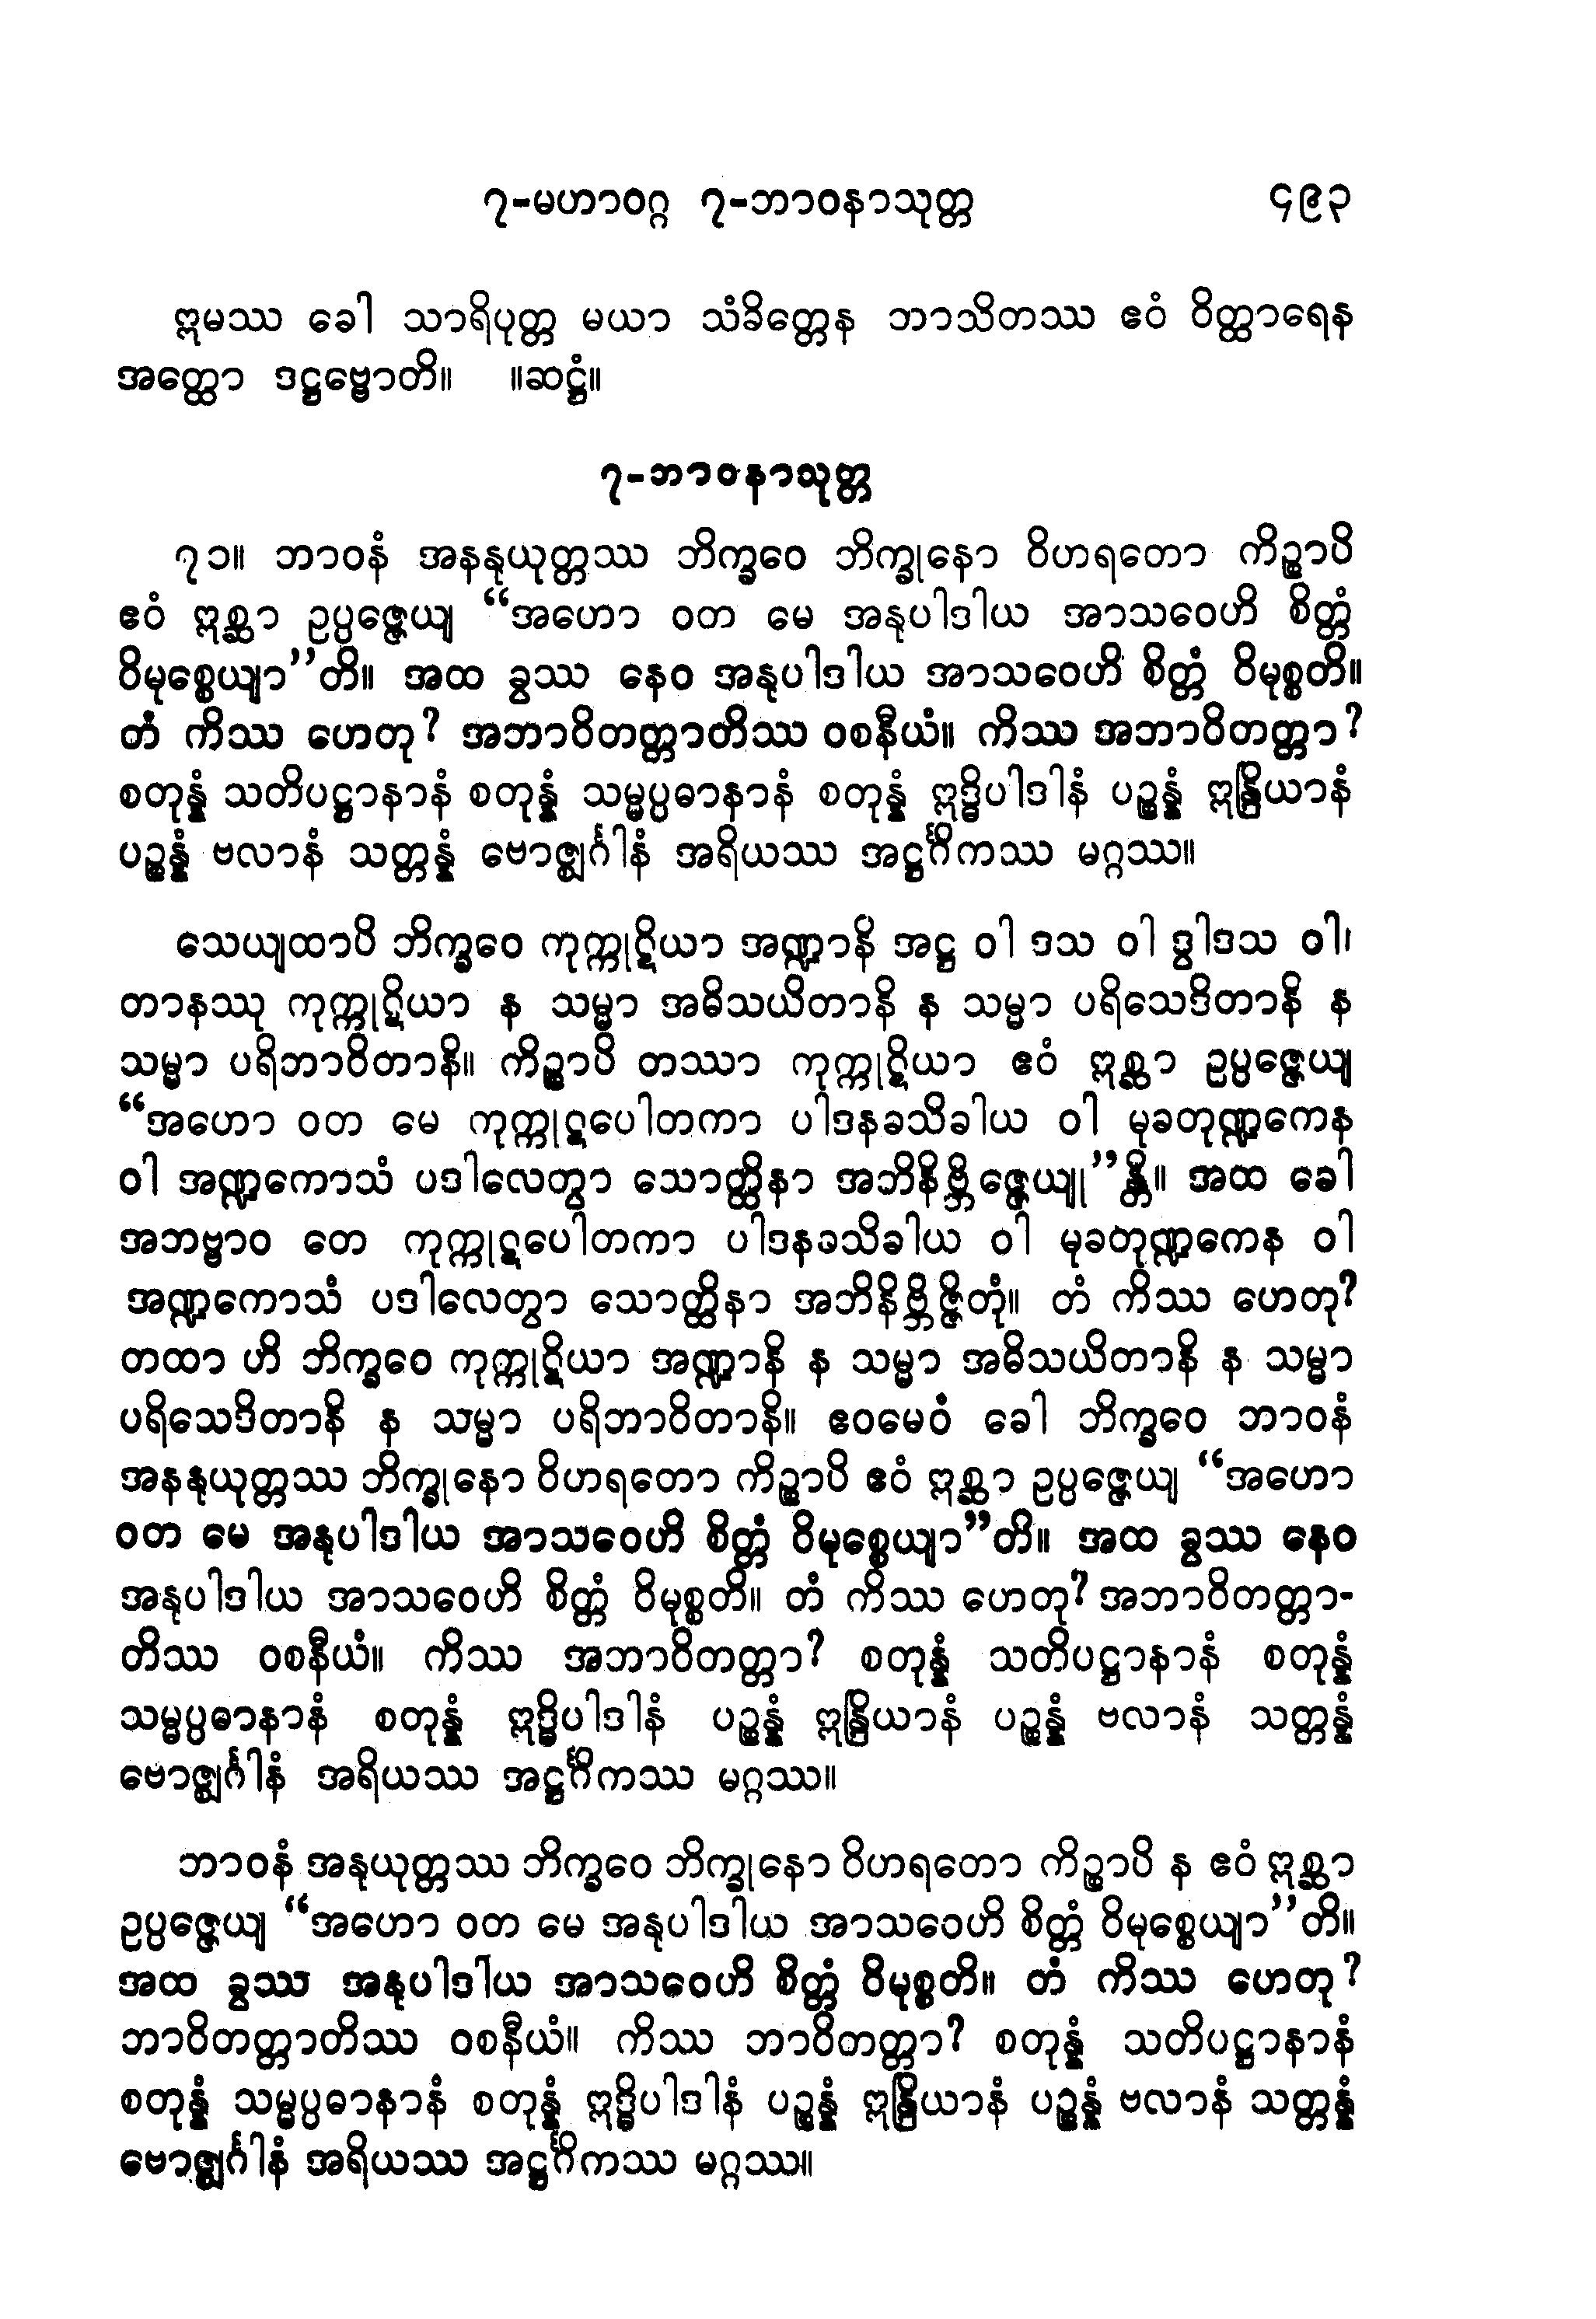 ၇-မဟာဝဂ္ဂ ၇-ဘာဝနာသုတ္တ ၄၉၃
ဣမဿ ခေါ သာရိပုတ္တ မယာ သံခိတ္တေန ဘာသိတဿ ဧဝံ ဝိတ္ထာရေန
အတ္ထော ဒဋ္ဌဗ္ဗောတိ။ ။ဆဋ္ဌံ။
၇-ဘာဝနာသုတ္တ
၇၁။ ဘာဝနံ အနနုယုတ္တဿ ဘိက္ခဝေ ဘိက္ခုနော ဝိဟရတော ကိဉ္စာပိ
ဧဝံ ဣစ္ဆာ ဥပ္ပဇ္ဇေယျ “အဟော ဝတ မေ အနုပါဒါယ အာသဝေဟိ စိတ္တံ
ဝိမုစ္စေယျာ”တိ။ အထ ခွဿ နေဝ အနုပါဒါယ အာသဝေဟိ စိတ္တံ ဝိမုစ္စတိ။
တံ ကိဿ ဟေတု? အဘာဝိတတ္တာတိဿ ဝစနီယံ။ ကိဿ အဘာဝိတတ္တာ?
စတုန္နံ သတိပဋ္ဌာနာနံ စတုန္နံ သမ္မပ္ပဓာနာနံ စတုန္နံ ဣဒ္ဓိပါဒါနံ ပဉ္စန္နံ ဣန္ဒြိယာနံ
ပဉ္စန္နံ ဗလာနံ သတ္တန္နံ ဗောဇ္ဈင်္ဂါနံ အရိယဿ အဋ္ဌင်္ဂိကဿ မဂ္ဂဿ။
သေယျထာပိ ဘိက္ခဝေ ကုက္ကုဋိယာ အဏ္ဍာနိ အဋ္ဌ ဝါ ဒသ ဝါ ဒွါဒသ ဝါ၊
တာနဿု ကုက္ကုဋိယာ န သမ္မာ အဓိသယိတာနိ န သမ္မာ ပရိသေဒိတာနိ န
သမ္မာ ပရိဘာဝိတာနိ။ ကိဉ္စာပိ တဿာ ကုက္ကုဋိယာ ဧဝံ ဣစ္ဆာ ဥပ္ပဇ္ဇေယျ
“အဟော ဝတ မေ ကုက္ကုဋပေါတကာ ပါဒနခသိခါယ ဝါ မုခတုဏ္ဍကေန
ဝါ အဏ္ဍကောသံ ပဒါလေတွာ သောတ္ထိနာ အဘိနိဗ္ဘိဇ္ဇေယျု”န္တိ။ အထ ခေါ
အဘဗ္ဗာဝ တေ ကုက္ကုဋပေါတကာ ပါဒနခသိခါယ ဝါ မုခတုဏ္ဍကေန ဝါ
အဏ္ဍကောသံ ပဒါလေတွာ သောတ္ထိနာ အဘိနိဗ္ဘိဇ္ဇိတုံ။ တံ ကိဿ ဟေတု?
တထာ ဟိ ဘိက္ခဝေ ကုက္ကုဋိယာ အဏ္ဍာနိ န သမ္မာ အဓိသယိတာနိ န သမ္မာ
ပရိသေဒိတာနိ န သမ္မာ ပရိဘာဝိတာနိ။ ဧဝမေဝံ ခေါ ဘိက္ခဝေ ဘာဝနံ
အနနုယုတ္တဿ ဘိက္ခုနော ဝိဟရတော ကိဉ္စာပိ ဧဝံ ဣစ္ဆာ ဥပ္ပဇ္ဇေယျ “အဟော
ဝတ မေ အနုပါဒါယ အာသဝေဟိ စိတ္တံ ဝိမုစ္စေယျာ”တိ။ အထ ခွဿ နေဝ
အနုပါဒါယ အာသဝေဟိ စိတ္တံ ဝိမုစ္စတိ။ တံ ကိဿ ဟေတု? အဘာဝိတတ္တာ-
တိဿ ဝစနီယံ။ ကိဿ အဘာဝိတတ္တာ? စတုန္နံ သတိပဋ္ဌာနာနံ စတုန္နံ
သမ္မပ္ပဓာနာနံ စတုန္နံ ဣဒ္ဓိပါဒါနံ ပဉ္စန္နံ ဣန္ဒြိယာနံ ပဉ္စန္နံ ဗလာနံ သတ္တန္နံ
ဗောဇ္ဈင်္ဂါနံ အရိယဿ အဋ္ဌင်္ဂိကဿ မဂ္ဂဿ။
ဘာဝနံ အနုယုတ္တဿ ဘိက္ခဝေ ဘိက္ခုနော ဝိဟရတော ကိဉ္စာပိ န ဧဝံ ဣစ္ဆာ
ဥပ္ပဇ္ဇေယျ “အဟော ဝတ မေ အနုပါဒါယ အာသဝေဟိ စိတ္တံ ဝိမုစ္စေယျာ”တိ။
အထ ခွဿ အနုပါဒါယ အာသဝေဟိ စိတ္တံ ဝိမုစ္စတိ။ တံ ကိဿ ဟေတု?
ဘာဝိတတ္တာတိဿ ဝစနီယံ။ ကိဿ ဘာဝိတတ္တာ? စတုန္နံ သတိပဋ္ဌာနာနံ
စတုန္နံ သမ္မပ္ပဓာနာနံ စတုန္နံ ဣဒ္ဓိပါဒါနံ ပဉ္စန္နံ ဣန္ဒြိယာနံ ပဉ္စန္နံ ဗလာနံ သတ္တန္နံ
ဗောဇ္ဈင်္ဂါနံ အရိယဿ အဋ္ဌင်္ဂိကဿ မဂ္ဂဿ။